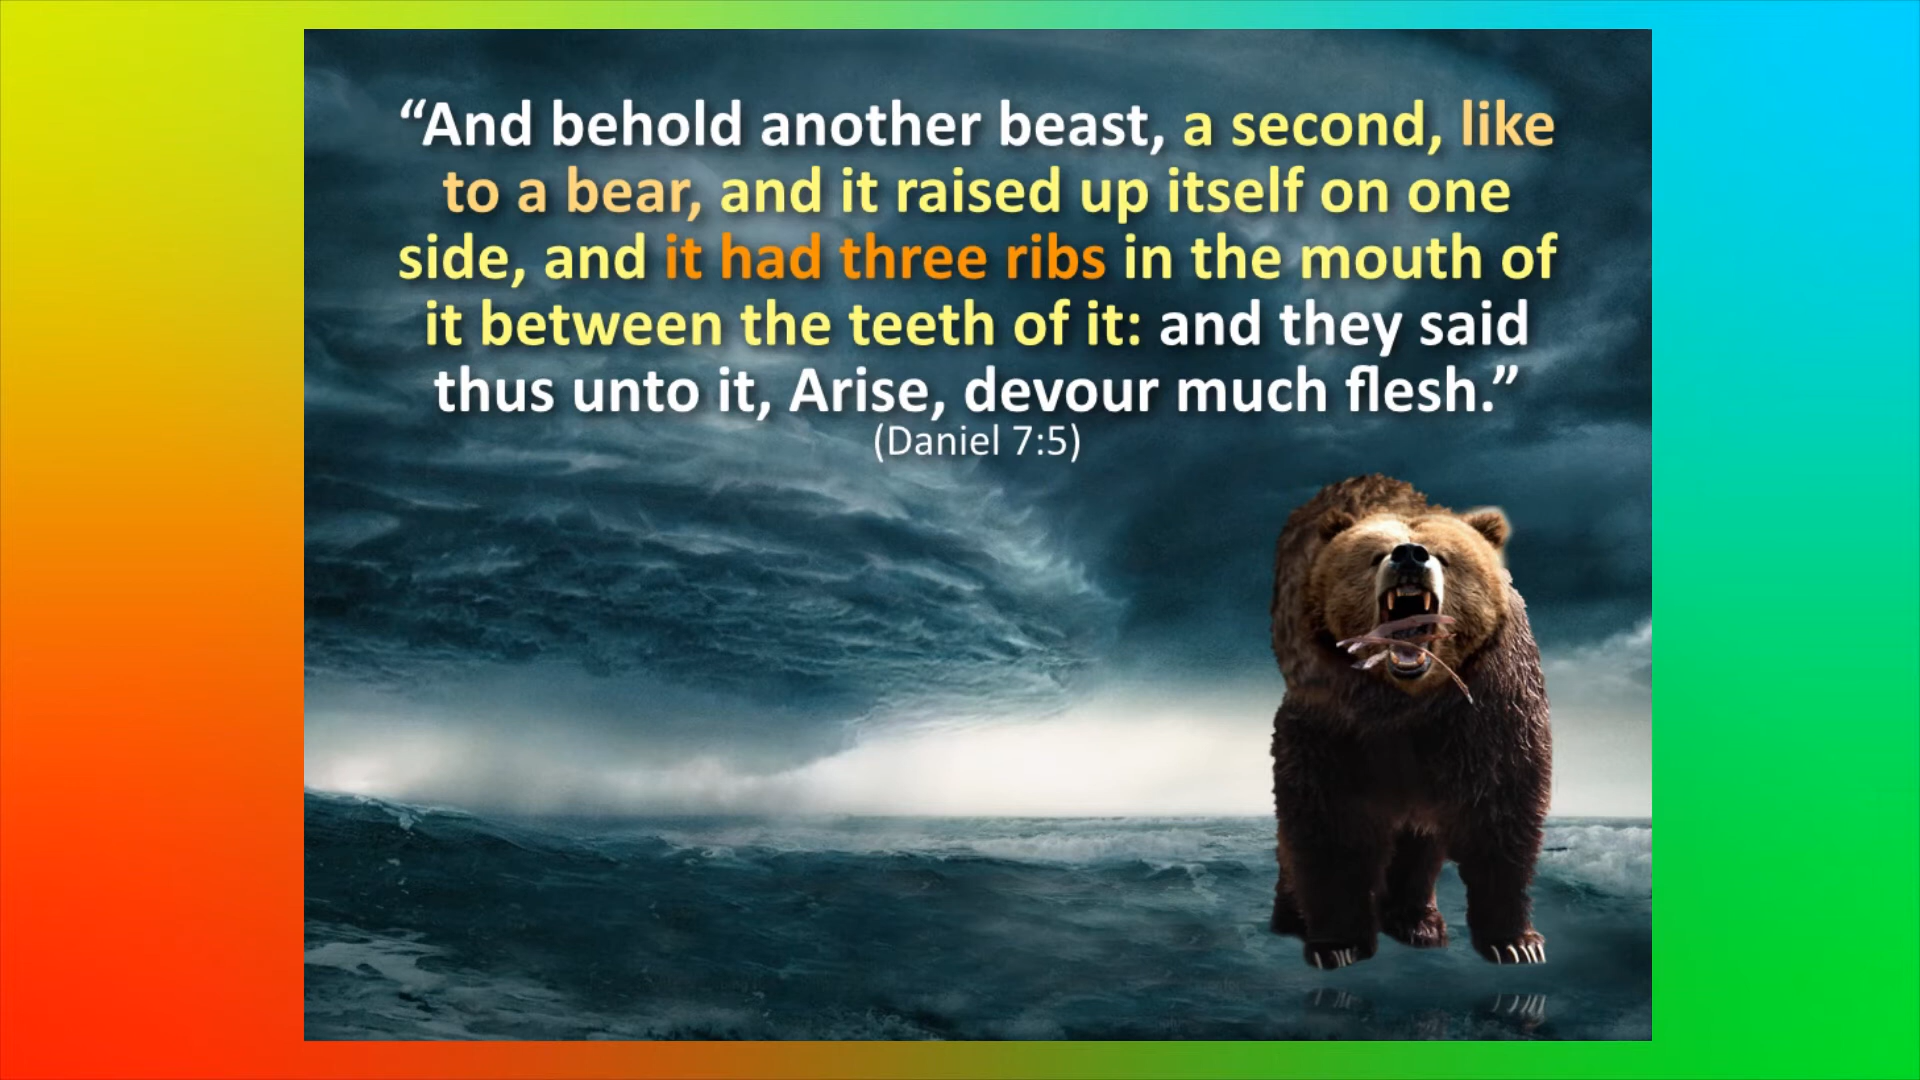 “And behold another beast, a second, like
to a bear, and it raised up itself on one
side, and it had three ribs in the mouth of
it between the teeth of it: and they said
thus unto it, Arise, devour much flesh.”
(Daniel 7:5)